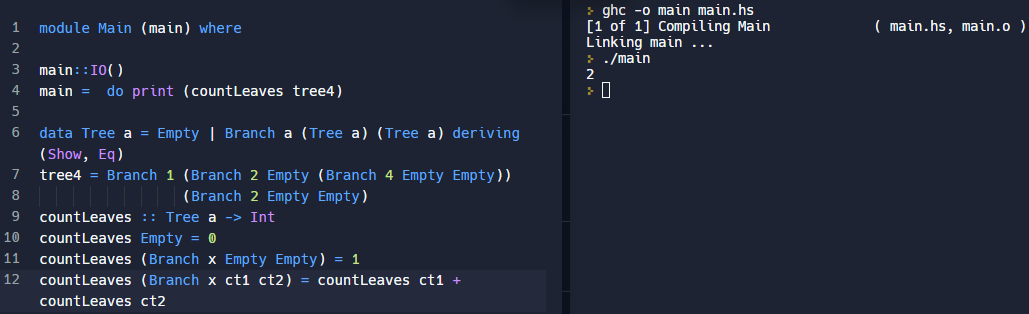 1 module Main (main) where
2
3 main::IO()
4 main =  do print (countLeaves tree4)
5
6 data Tree a = Empty | Branch a (Tree a) (Tree a) deriving
(Show, Eq)
7 tree4 = Branch 1 (Branch 2 Empty (Branch 4 Empty Empty))
8                  (Branch 2 Empty Empty)
9 countLeaves :: Tree a -> Int
10 countLeaves Empty = 0
11 countLeaves (Branch x Empty Empty) = 1
12 countLeaves (Branch x ct1 ct2) = countLeaves ct1 +
countLeaves ct2
ghc -o main main.hs
[1 of 1] Compiling Main             ( main.hs, main.o )
Linking main ...
./main
2